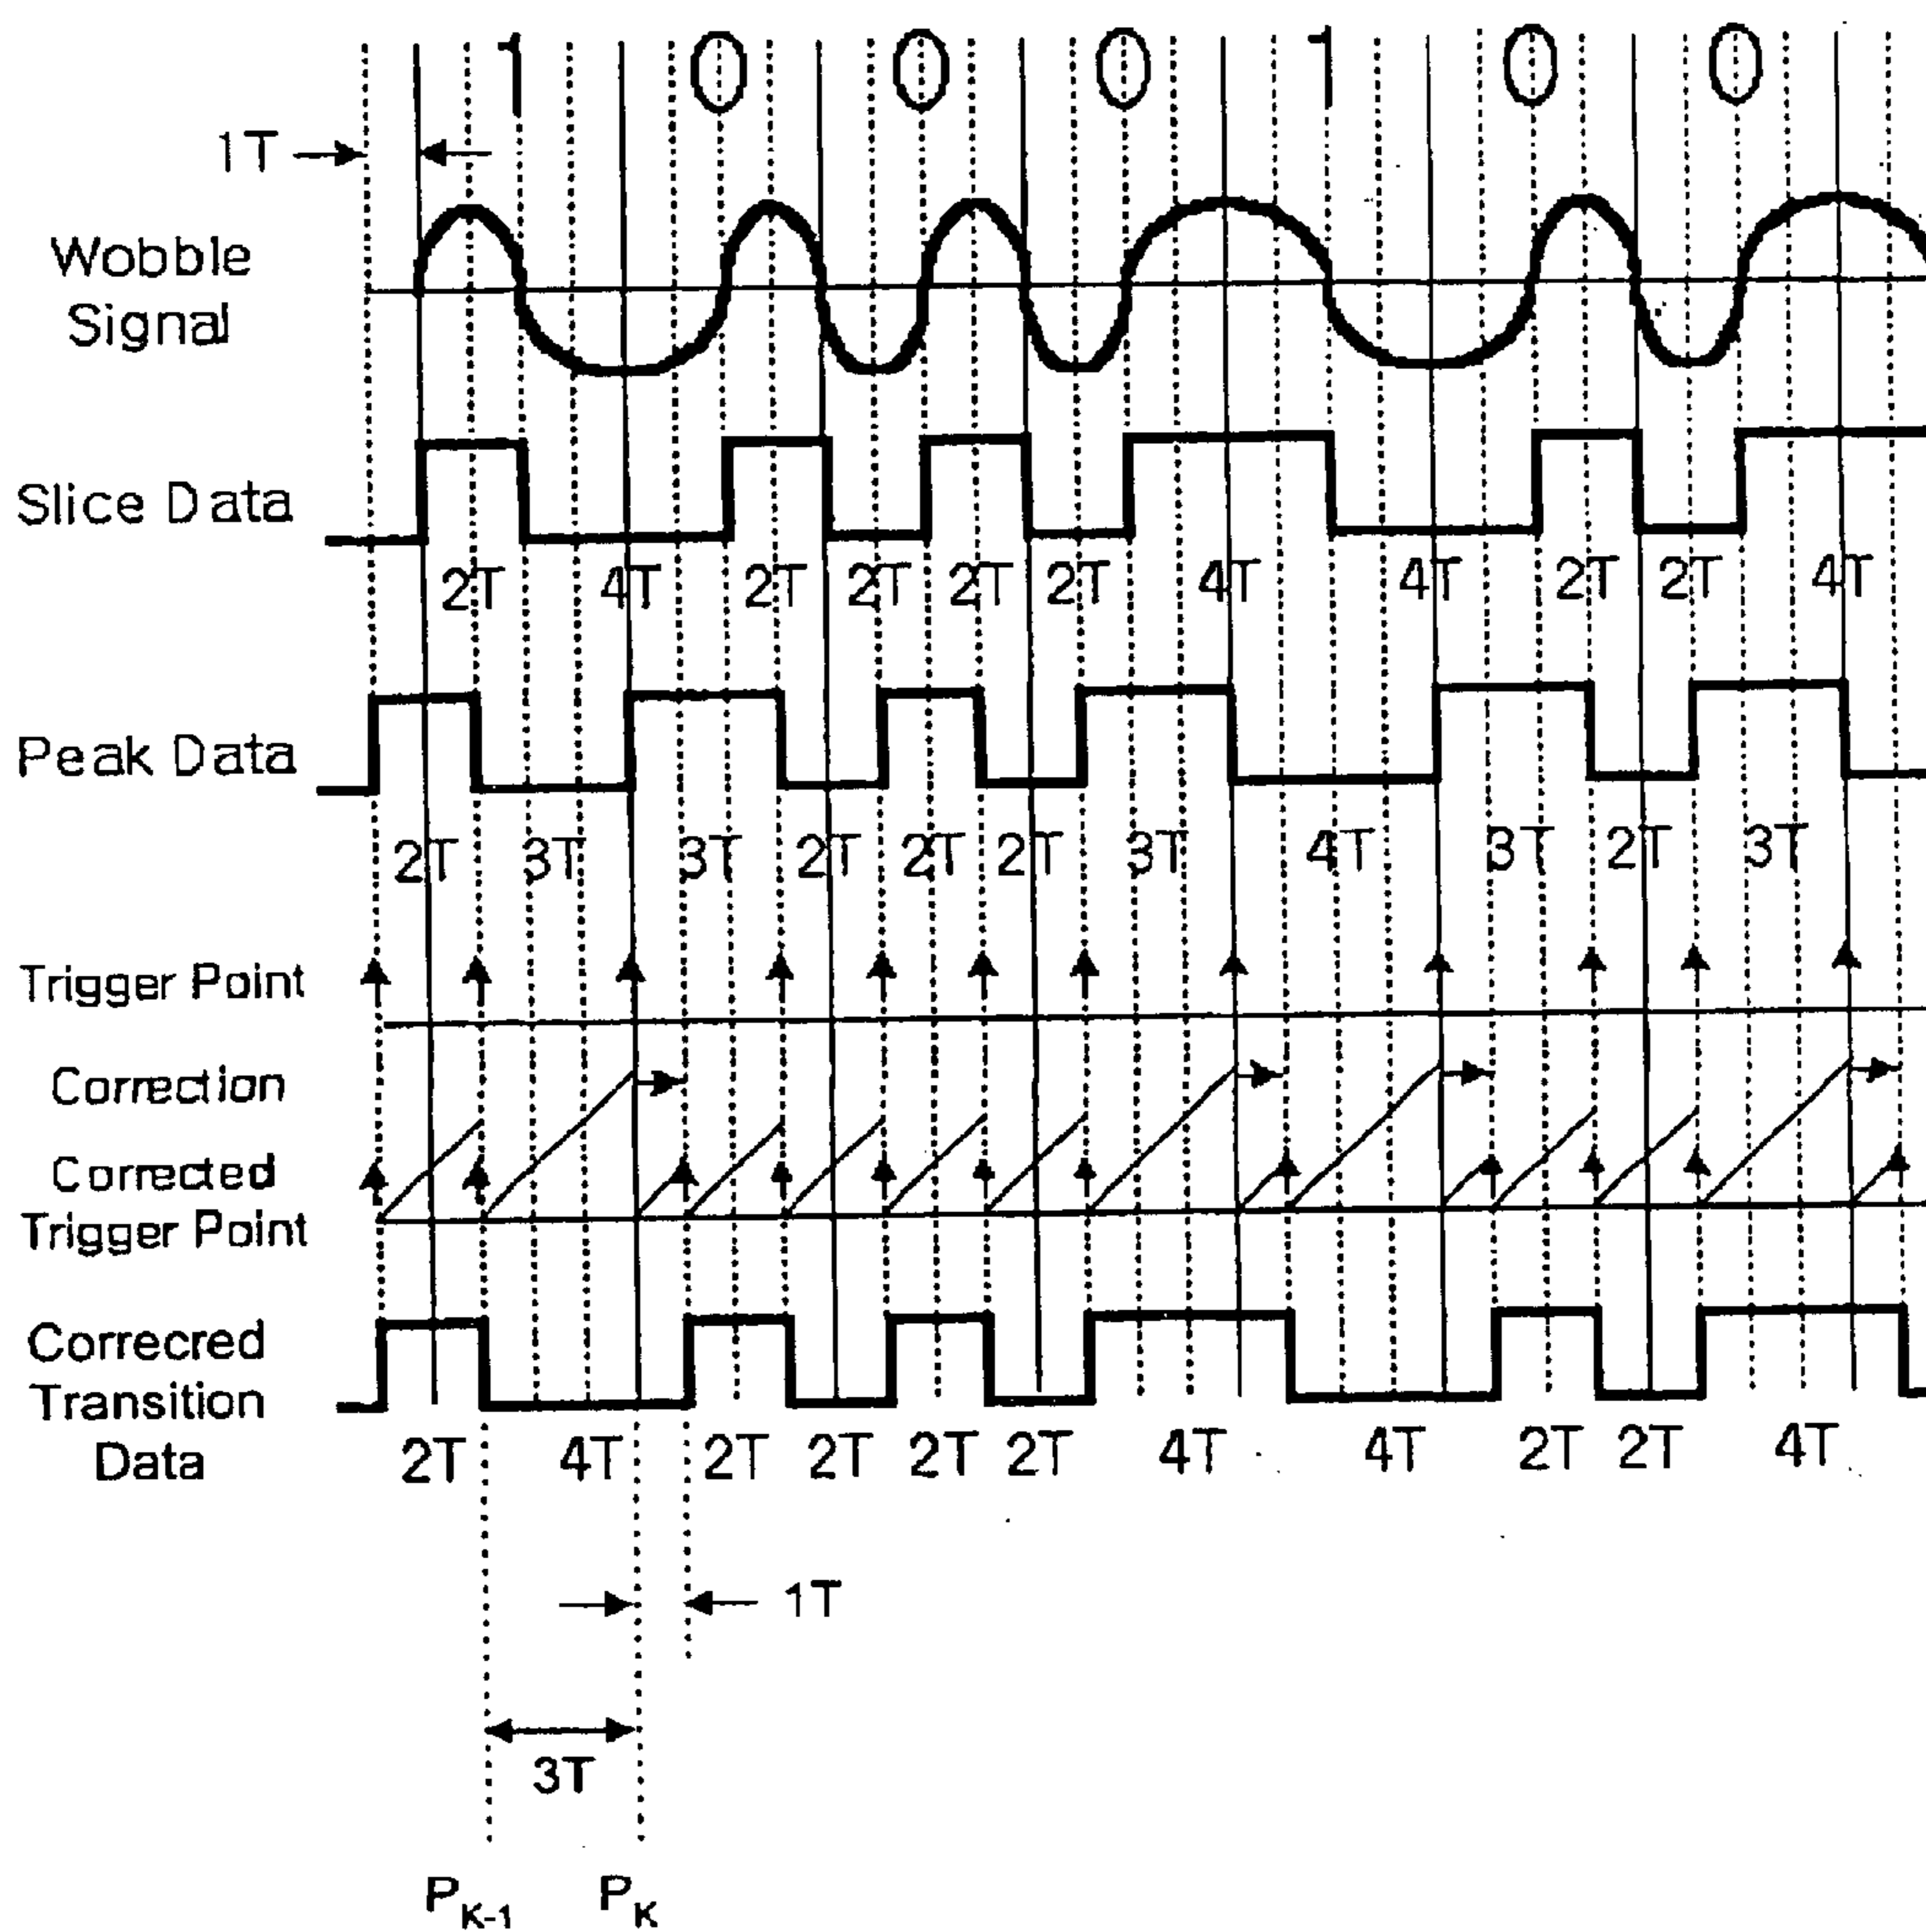 1 0 0 0 1 0 0
1T
Wobble
Signal
Slice Data
2T 4T 2T 2T 2T 2T 4T 4T 2T 2T 4T
Peak Data
2T 3T 3T 2T 2T 2T 3T 4T 3T 2T 3T
Trigger Point
Correction
Corrected
Trigger Point
Correcred
Transition
Data
2T 4T 2T 2T 2T 2T 4T 4T 2T 2T 4T
1T
3T
PK-1 PK